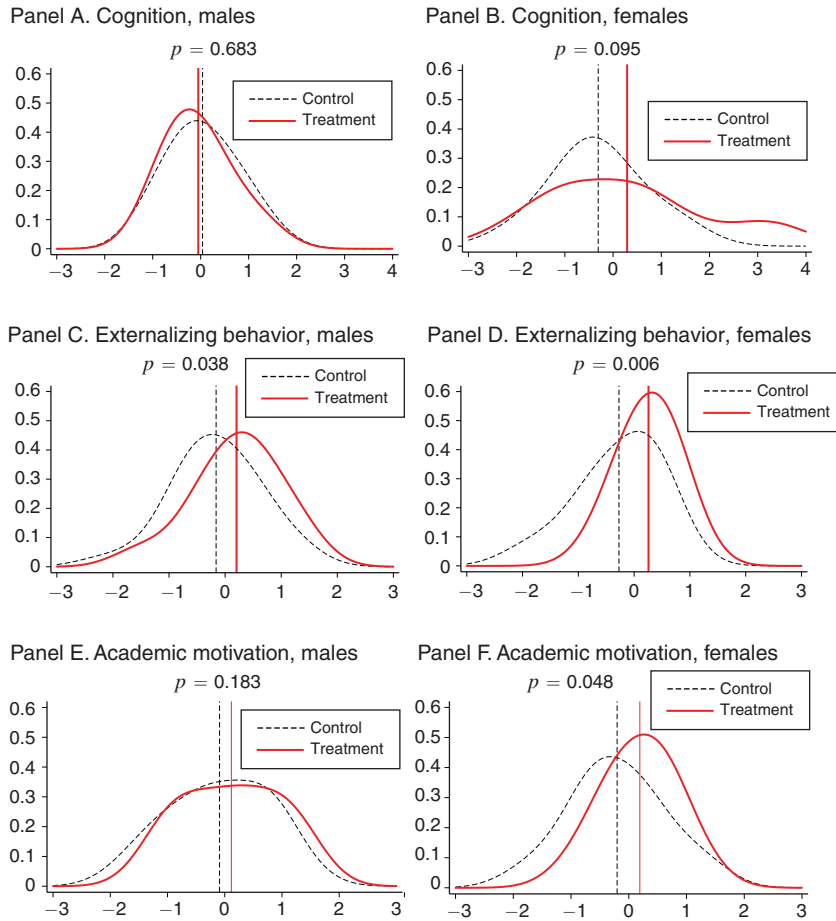 Panel A. Cognition, males
p = 0.683
0.6
0.5
0.4
0.3
0.2
0.1
0
−3 −2 −1 0 1 2 3 4
Control
Treatment
Panel B. Cognition, females
p = 0.095
0.6
0.5
0.4
0.3
0.2
0.1
0
−3 −2 −1 0 1 2 3 4
Control
Treatment
Panel C. Externalizing behavior, males
p = 0.038
0.6
0.5
0.4
0.3
0.2
0.1
0
−3 −2 −1 0 1 2 3
Control
Treatment
Panel D. Externalizing behavior, females
p = 0.006
0.6
0.5
0.4
0.3
0.2
0.1
0
−3 −2 −1 0 1 2 3
Control
Treatment
Panel E. Academic motivation, males
p = 0.183
0.6
0.5
0.4
0.3
0.2
0.1
0
−3 −2 −1 0 1 2 3
Control
Treatment
Panel F. Academic motivation, females
p = 0.048
0.6
0.5
0.4
0.3
0.2
0.1
0
−3 −2 −1 0 1 2 3
Control
Treatment